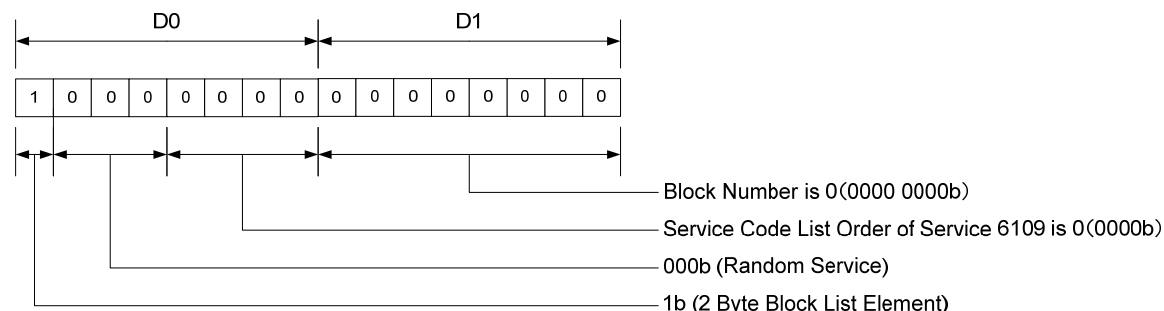 D0 D1
1 0 0 0 0 0 0 0 0 0 0 0 0 0 0 0
Block Number is 0(0000 0000b)
Service Code List Order of Service 6109 is 0(0000b)
000b (Random Service)
1b (2 Byte Block List Element)